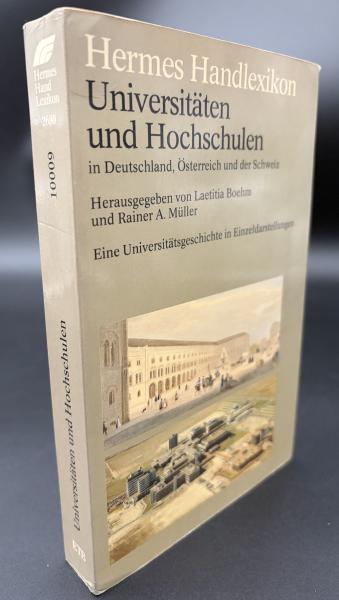 Hermes Handlexikon
Universitäten
und Hochschulen
in Deutschland, Österreich und der Schweiz
Herausgegeben von Laetitia Boehm
und Rainer A. Müller
Eine Universitätsgeschichte in Einzeldarstellungen
Hermes
Hand
Lexikon
10009
Universitäten und Hochschulen
ETB